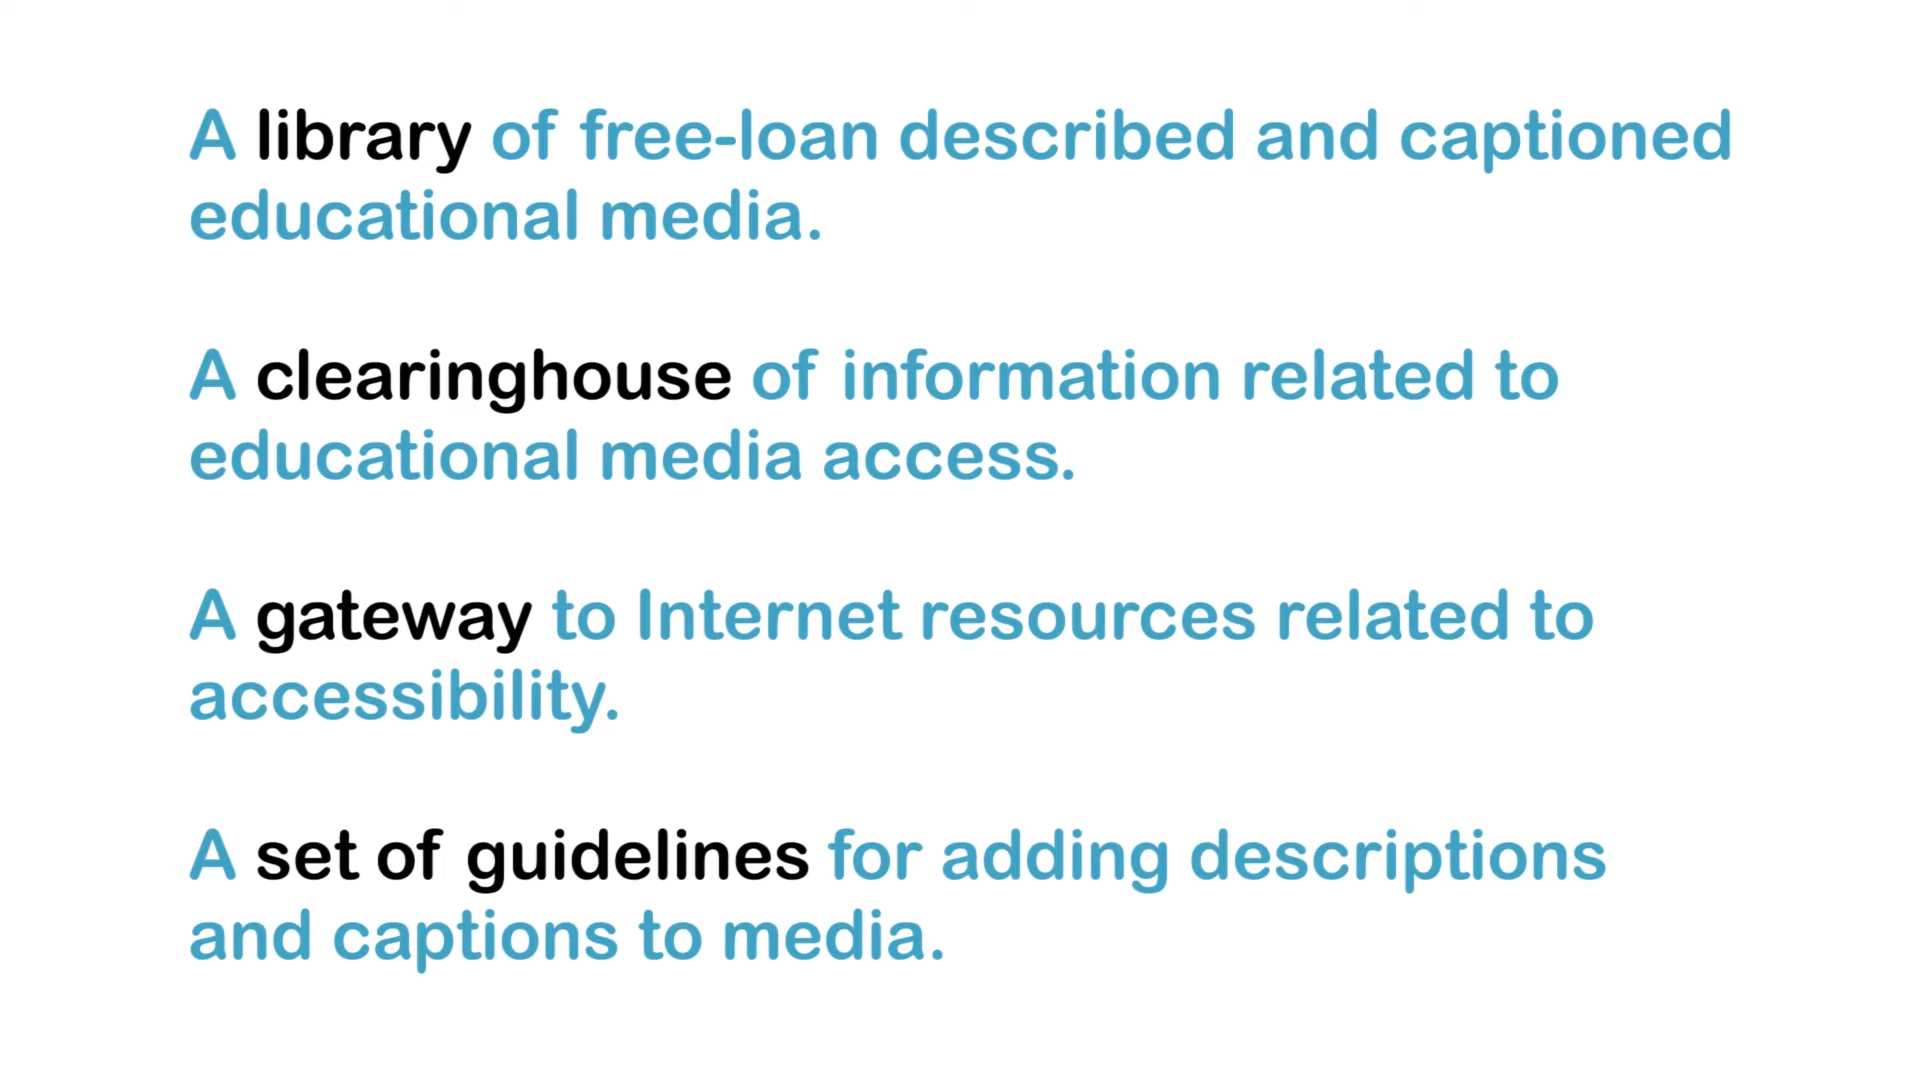 A library of free-loan described and captioned
educational media.
A clearinghouse of information related to
educational media access.
A gateway to Internet resources related to
accessibility.
A set of guidelines for adding descriptions
and captions to media.